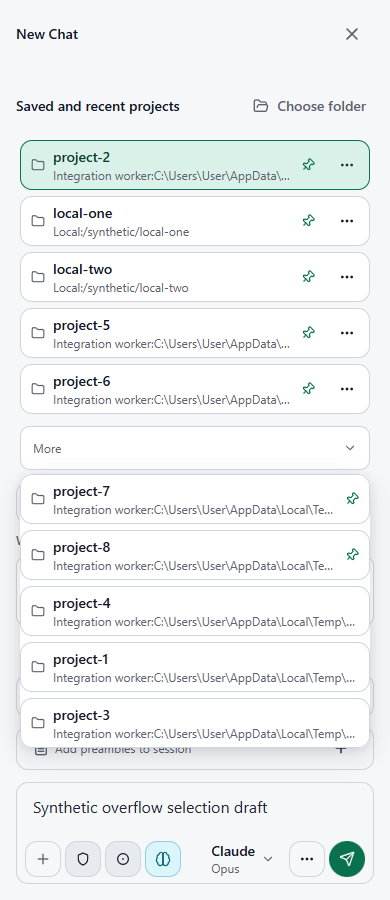 New Chat
Saved and recent projects
Choose folder
project-2
Integration worker:C:\Users\User\AppData\...
local-one
Local:/synthetic/local-one
local-two
Local:/synthetic/local-two
project-5
Integration worker:C:\Users\User\AppData\...
project-6
Integration worker:C:\Users\User\AppData\...
More
project-7
Integration worker:C:\Users\User\AppData\Local\Te...
project-8
Integration worker:C:\Users\User\AppData\Local\Te...
project-4
Integration worker:C:\Users\User\AppData\Local\Temp\...
project-1
Integration worker:C:\Users\User\AppData\Local\Temp\...
project-3
Integration worker:C:\Users\User\AppData\Local\Temp\...
Add preambles to session
Synthetic overflow selection draft
Claude
Opus